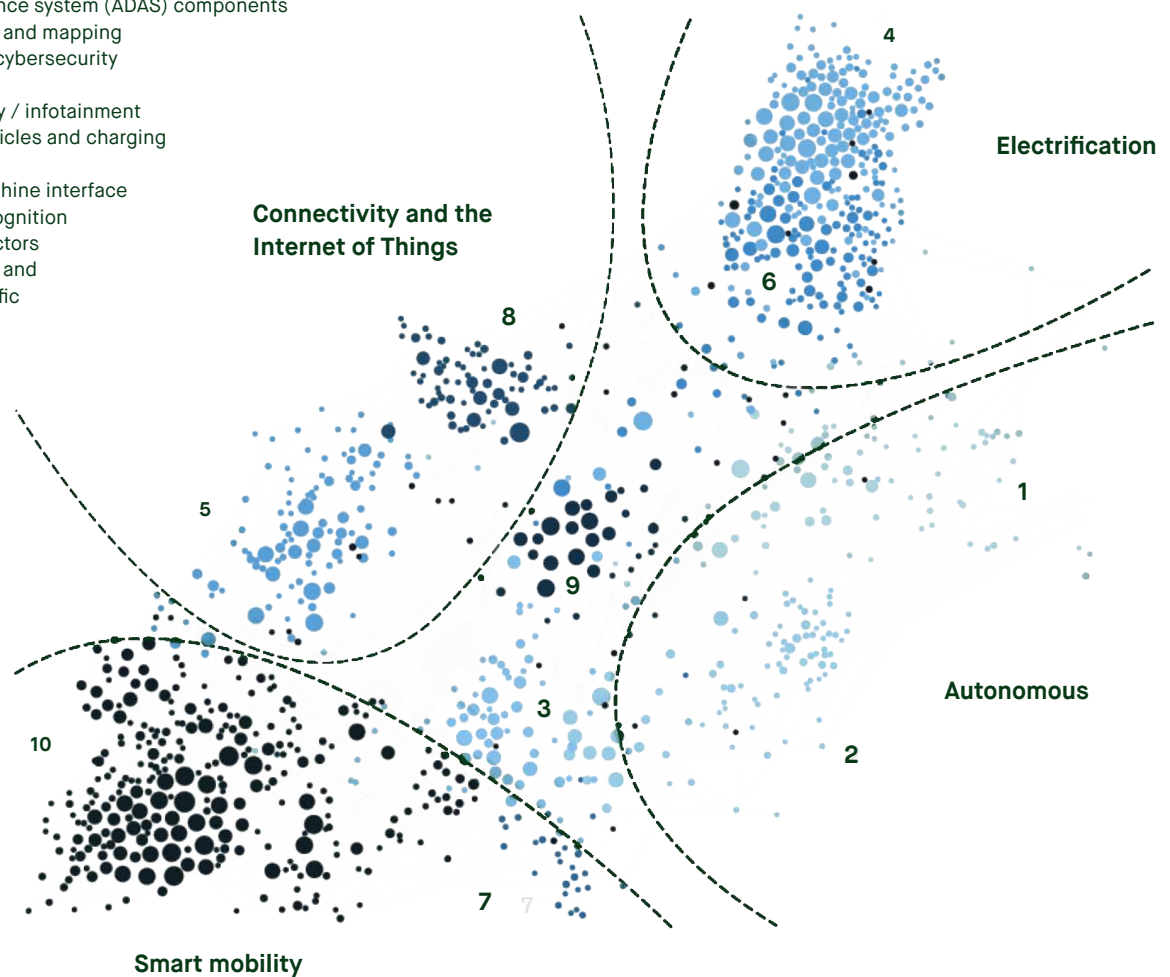 nce system (ADAS) components
and mapping
cybersecurity
y / infotainment
icles and charging
hine interface
ognition
ctors
and
fic
4
Electrification
Connectivity and the
Internet of Things
6
8
1
5
9
Autonomous
3
10
2
7
7
Smart mobility